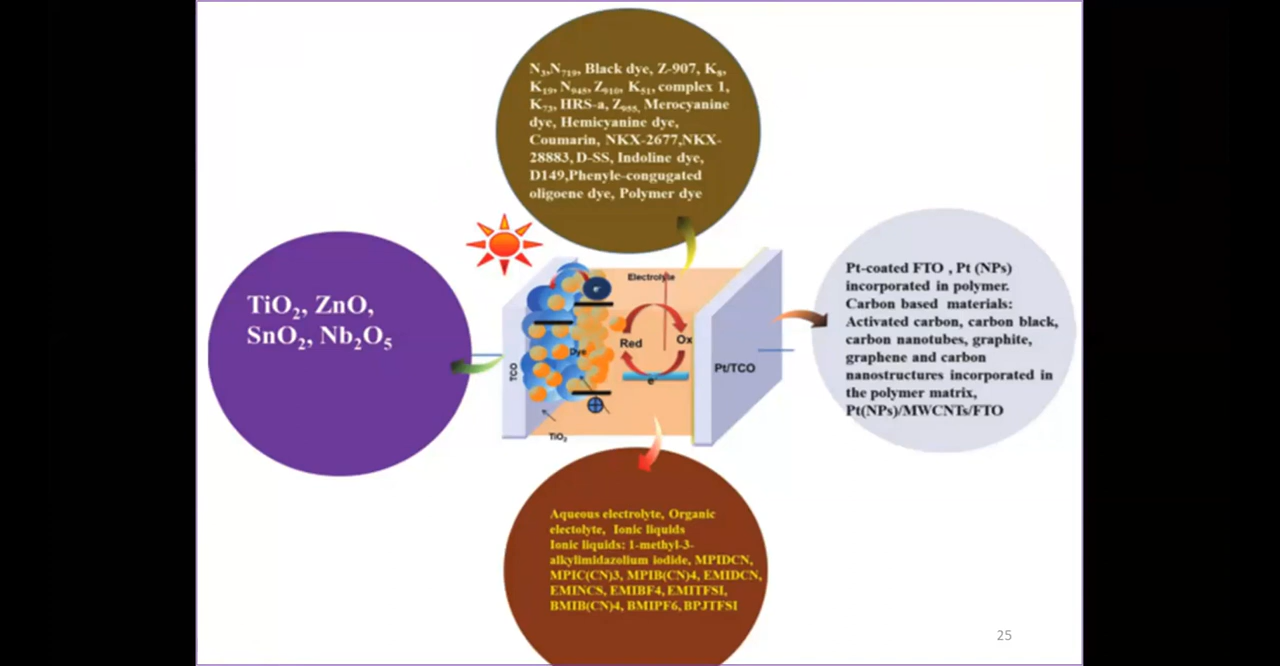 N₃,N₇₁₉, Black dye, Z-907, K₈,
K₁₉, N₉₄₅, Z₉₁₀, K₅₁, complex 1,
K₇₃, HRS-a, Z₉₅₅, Merocyanine
dye, Hemicyanine dye,
Coumarin, NKX-2677,NKX-
28883, D-SS, Indoline dye,
D149,Phenyle-congugated
oligoene dye, Polymer dye
TiO₂, ZnO,
SnO₂, Nb₂O₅
Electrolyte
e⁻
Red
Ox
Dye
e⁻
TCO
Pt/TCO
TiO₂
Pt-coated FTO , Pt (NPs)
incorporated in polymer.
Carbon based materials:
Activated carbon, carbon black,
carbon nanotubes, graphite,
graphene and carbon
nanostructures incorporated in
the polymer matrix,
Pt(NPs)/MWCNTs/FTO
Aqueous electrolyte, Organic
electolyte, Ionic liquids
Ionic liquids: 1-methyl-3-
alkylimidazolium iodide, MPIDCN,
MPIC(CN)3, MPIB(CN)4, EMIDCN,
EMINCS, EMIBF4, EMITFSI,
BMIB(CN)4, BMIPF6, BPJTFSI
25